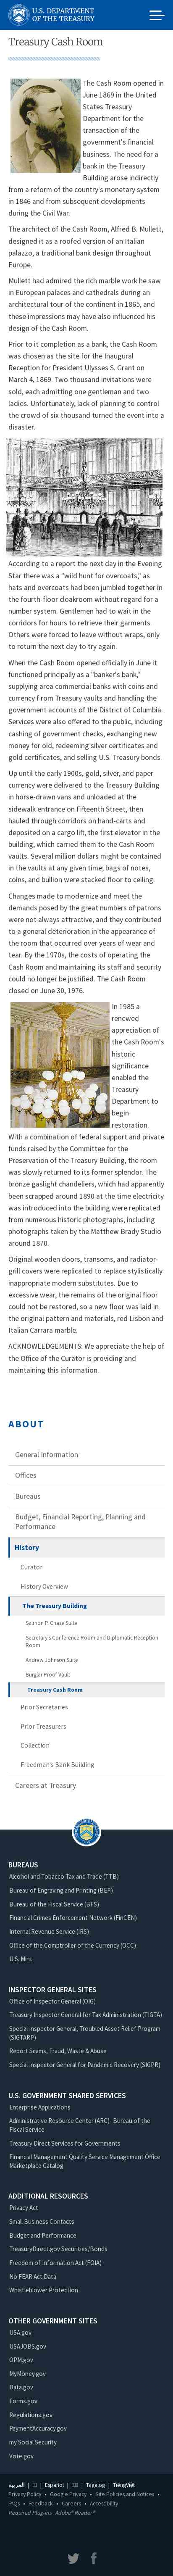 U.S. DEPARTMENT
OF THE TREASURY
Treasury Cash Room
The Cash Room opened in
June 1869 in the United
States Treasury
Department for the
transaction of the
government's financial
business. The need for a
bank in the Treasury
Building arose indirectly
from a reform of the country's monetary system
in 1846 and from subsequent developments
during the Civil War.
The architect of the Cash Room, Alfred B. Mullett,
designed it as a roofed version of an Italian
palazzo, a traditional bank design throughout
Europe.
Mullett had admired the rich marble work he saw
in European palaces and cathedrals during an
architectural tour of the continent in 1865, and
these impressions may have also influenced his
design of the Cash Room.
Prior to it completion as a bank, the Cash Room
was chosen as the site for the Inaugural
Reception for President Ulysses S. Grant on
March 4, 1869. Two thousand invitations were
sold, each admitting one gentleman and two
ladies. Unfortunately, lack of planning to control
the crowd of six thousand turned the event into a
disaster.
According to a report the next day in the Evening
Star there was a "wild hunt for overcoats," as
hats and overcoats had been jumbled together in
the fourth-floor cloakroom without regard for a
number system. Gentlemen had to wait in the
corridors for hours to retrieve their overcoats.
Others left in the early dawn without wraps, only
to return the next day to try again.
When the Cash Room opened officially in June it
functioned principally as a "banker's bank,"
supplying area commercial banks with coins and
currency from Treasury vaults and handling the
government accounts of the District of Columbia.
Services were also offered to the public, including
cashing of government checks, exchanging new
money for old, redeeming silver certificates and
gold certificates, and selling U.S. Treasury bonds.
Up until the early 1900s, gold, silver, and paper
currency were delivered to the Treasury Building
in horse-drawn vans and unloaded at the
sidewalk entrance on Fifteenth Street, then
hauled through corridors on hand-carts and
deposited on a cargo lift, the first elevator in the
building, which carried them to the Cash Room
vaults. Several million dollars might be contained
in the vaults at any given time; bags of notes,
coins, and bullion were stacked floor to ceiling.
Changes made to modernize and meet the
demands posed by the great numbers of patrons
were not always attractive, and they contributed
to a general deterioration in the appearance of
the room that occurred over years of wear and
tear. By the 1970s, the costs of operating the
Cash Room and maintaining its staff and security
could no longer be justified. The Cash Room
closed on June 30, 1976.
In 1985 a
renewed
appreciation of
the Cash Room's
historic
significance
enabled the
Treasury
Department to
begin
restoration.
With a combination of federal support and private
funds raised by the Committee for the
Preservation of the Treasury Building, the room
was slowly returned to its former splendor. The
bronze gaslight chandeliers, which had apparently
been scrapped around 1890 at the time electricity
was introduced to the building were replicated
from numerous historic photographs, including
photographs taken by the Matthew Brady Studio
around 1870.
Original wooden doors, transoms, and radiator-
grill covers were replaced to replace stylistically
inappropriate modern substitutes. Due to
excessive wear, the remains of the original floor
could not be restored, so a new floor was laid in
the original pattern and materials, red Lisbon and
Italian Carrara marble.
ACKNOWLEDGEMENTS: We appreciate the help of
the Office of the Curator is providing and
maintaining this information.
ABOUT
General Information
Offices
Bureaus
Budget, Financial Reporting, Planning and
Performance
History
Curator
History Overview
The Treasury Building
Salmon P. Chase Suite
Secretary's Conference Room and Diplomatic Reception
Room
Andrew Johnson Suite
Burglar Proof Vault
Treasury Cash Room
Prior Secretaries
Prior Treasurers
Collection
Freedman's Bank Building
Careers at Treasury
BUREAUS
Alcohol and Tobacco Tax and Trade (TTB)
Bureau of Engraving and Printing (BEP)
Bureau of the Fiscal Service (BFS)
Financial Crimes Enforcement Network (FinCEN)
Internal Revenue Service (IRS)
Office of the Comptroller of the Currency (OCC)
U.S. Mint
INSPECTOR GENERAL SITES
Office of Inspector General (OIG)
Treasury Inspector General for Tax Administration (TIGTA)
Special Inspector General, Troubled Asset Relief Program
(SIGTARP)
Report Scams, Fraud, Waste & Abuse
Special Inspector General for Pandemic Recovery (SIGPR)
U.S. GOVERNMENT SHARED SERVICES
Enterprise Applications
Administrative Resource Center (ARC)- Bureau of the
Fiscal Service
Treasury Direct Services for Governments
Financial Management Quality Service Management Office
Marketplace Catalog
ADDITIONAL RESOURCES
Privacy Act
Small Business Contacts
Budget and Performance
TreasuryDirect.gov Securities/Bonds
Freedom of Information Act (FOIA)
No FEAR Act Data
Whistleblower Protection
OTHER GOVERNMENT SITES
USA.gov
USAJOBS.gov
OPM.gov
MyMoney.gov
Data.gov
Forms.gov
Regulations.gov
PaymentAccuracy.gov
my Social Security
Vote.gov
العربية | | Español | | Tagalog | TiếngViệt
Privacy Policy • Google Privacy • Site Policies and Notices •
FAQs • Feedback • Careers • Accessibility
Required Plug-ins Adobe® Reader®